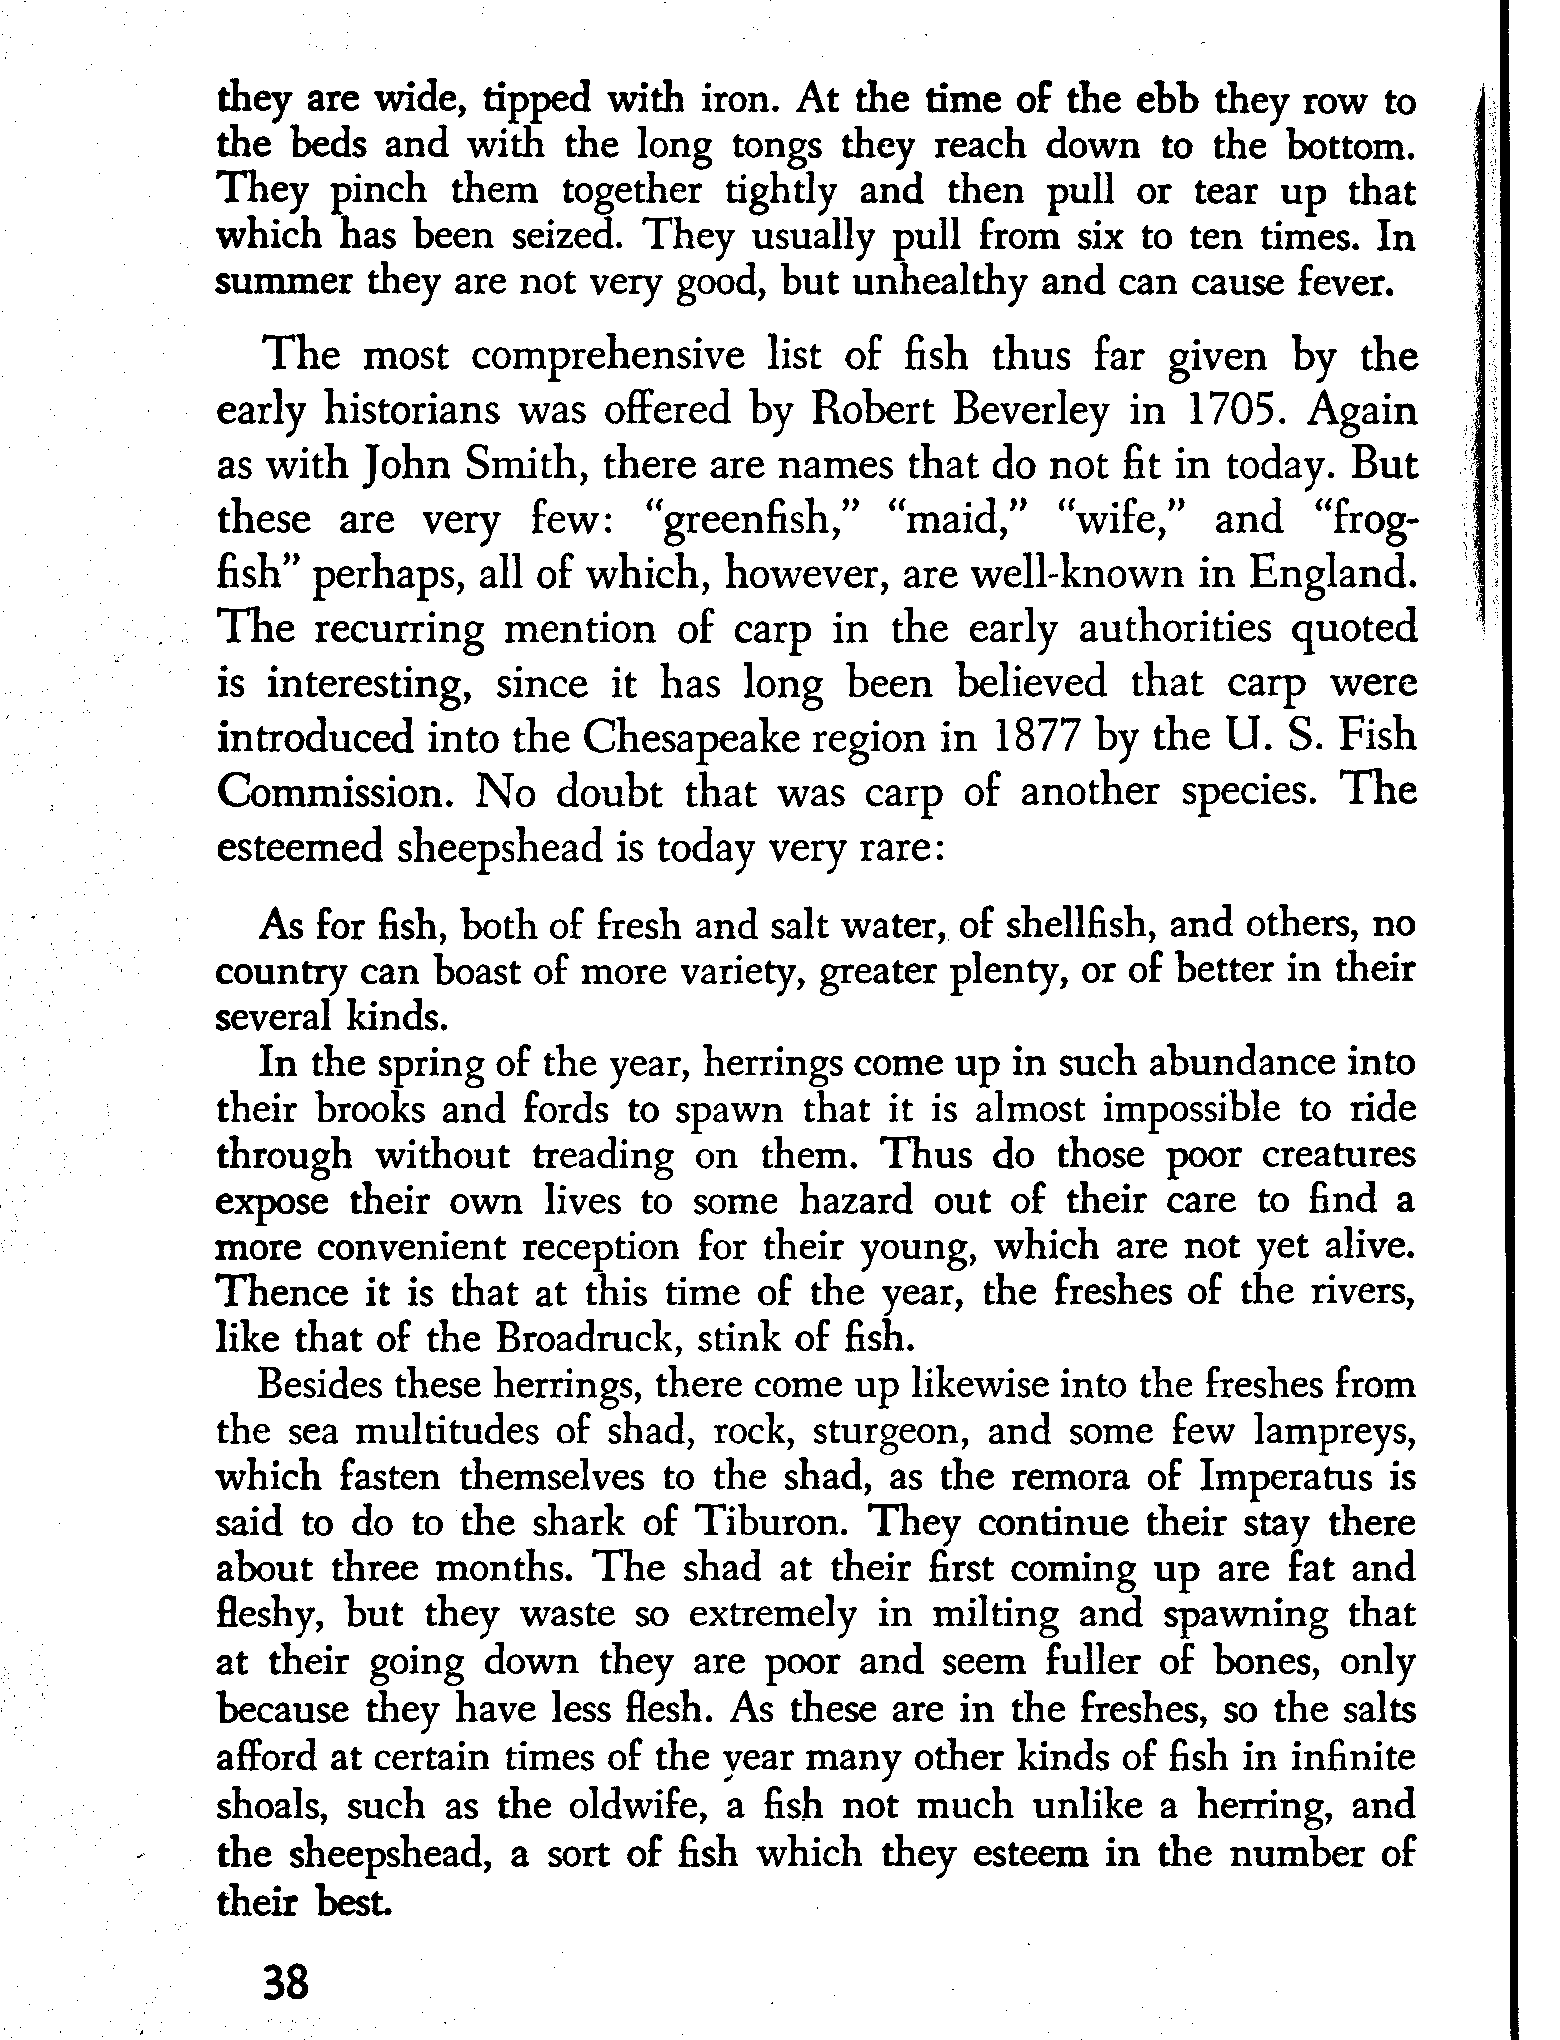 they are wide, tipped with iron. At the time of the ebb they row to
the beds and with the long tongs they reach down to the bottom.
They pinch them together tightly and then pull or tear up that
which has been seized. They usually pull from six to ten times. In
summer they are not very good, but unhealthy and can cause fever.
The most comprehensive list of fish thus far given by the
early historians was offered by Robert Beverley in 1705. Again
as with John Smith, there are names that do not fit in today. But
these are very few: “greenfish,” “maid,” “wife,” and “frog-
fish” perhaps, all of which, however, are well-known in England.
The recurring mention of carp in the early authorities quoted
is interesting, since it has long been believed that carp were
introduced into the Chesapeake region in 1877 by the U. S. Fish
Commission. No doubt that was carp of another species. The
esteemed sheepshead is today very rare:
As for fish, both of fresh and salt water, of shellfish, and others, no
country can boast of more variety, greater plenty, or of better in their
several kinds.
In the spring of the year, herrings come up in such abundance into
their brooks and fords to spawn that it is almost impossible to ride
through without treading on them. Thus do those poor creatures
expose their own lives to some hazard out of their care to find a
more convenient reception for their young, which are not yet alive.
Thence it is that at this time of the year, the freshes of the rivers,
like that of the Broadruck, stink of fish.
Besides these herrings, there come up likewise into the freshes from
the sea multitudes of shad, rock, sturgeon, and some few lampreys,
which fasten themselves to the shad, as the remora of Imperatus is
said to do to the shark of Tiburon. They continue their stay there
about three months. The shad at their first coming up are fat and
fleshy, but they waste so extremely in milting and spawning that
at their going down they are poor and seem fuller of bones, only
because they have less flesh. As these are in the freshes, so the salts
afford at certain times of the year many other kinds of fish in infinite
shoals, such as the oldwife, a fish not much unlike a herring, and
the sheepshead, a sort of fish which they esteem in the number of
their best.
38